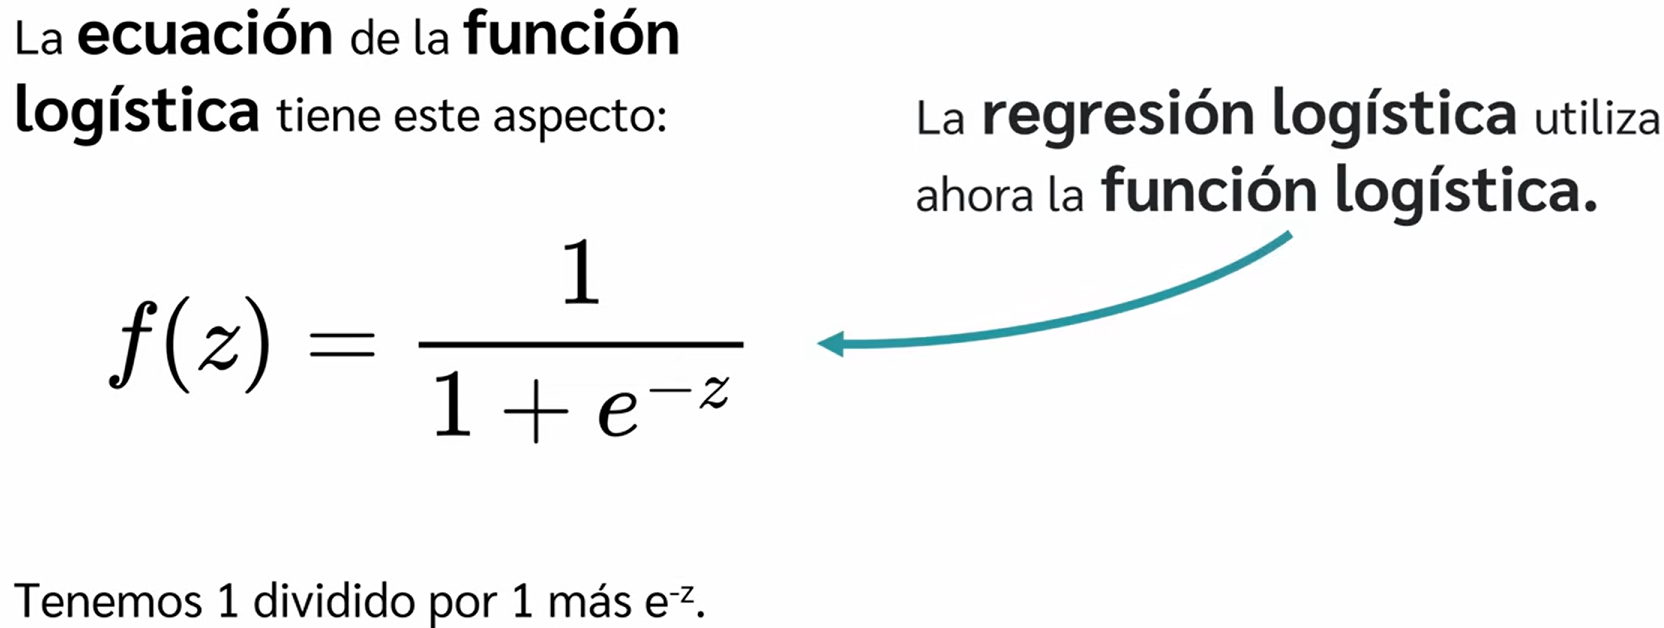 La ecuación de la función
logística tiene este aspecto:
La regresión logística utiliza
ahora la función logística.
f(z) = 1 / (1 + e^{-z})
Tenemos 1 dividido por 1 más e⁻ᶻ.